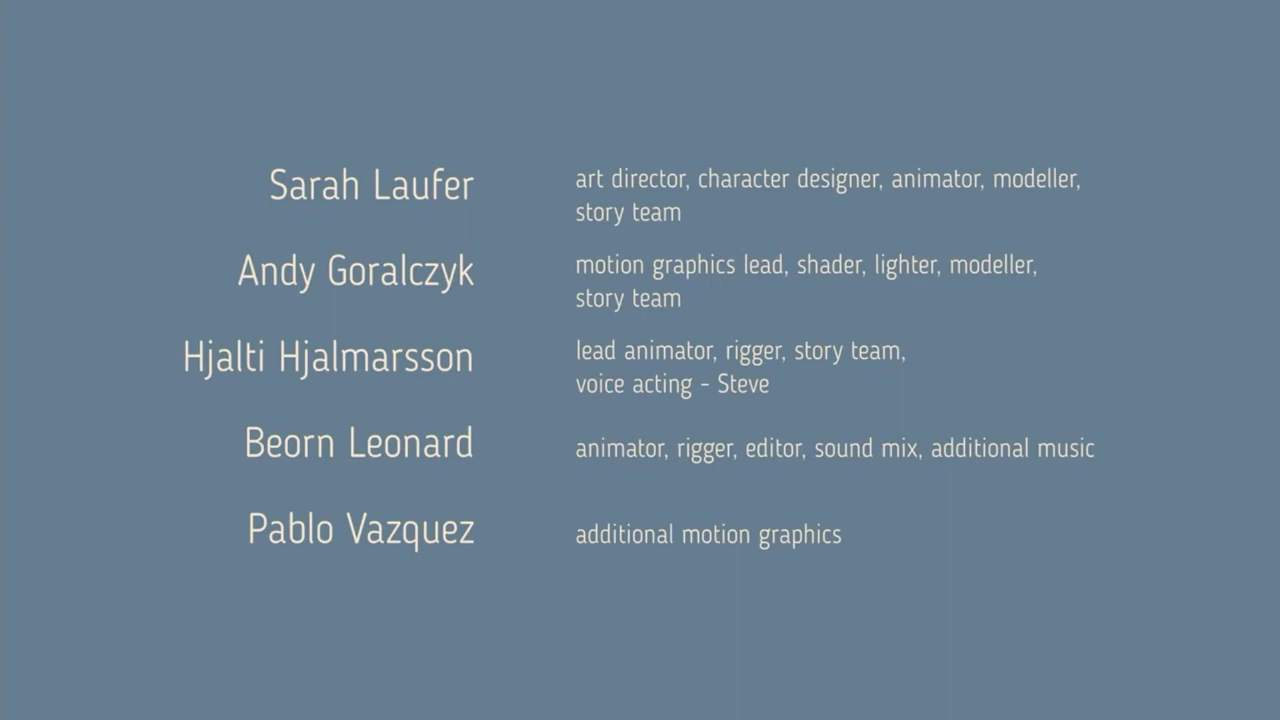 Sarah Laufer
art director, character designer, animator, modeller,
story team
Andy Goralczyk
motion graphics lead, shader, lighter, modeller,
story team
Hjalti Hjalmarsson
lead animator, rigger, story team,
voice acting - Steve
Beorn Leonard
animator, rigger, editor, sound mix, additional music
Pablo Vazquez
additional motion graphics